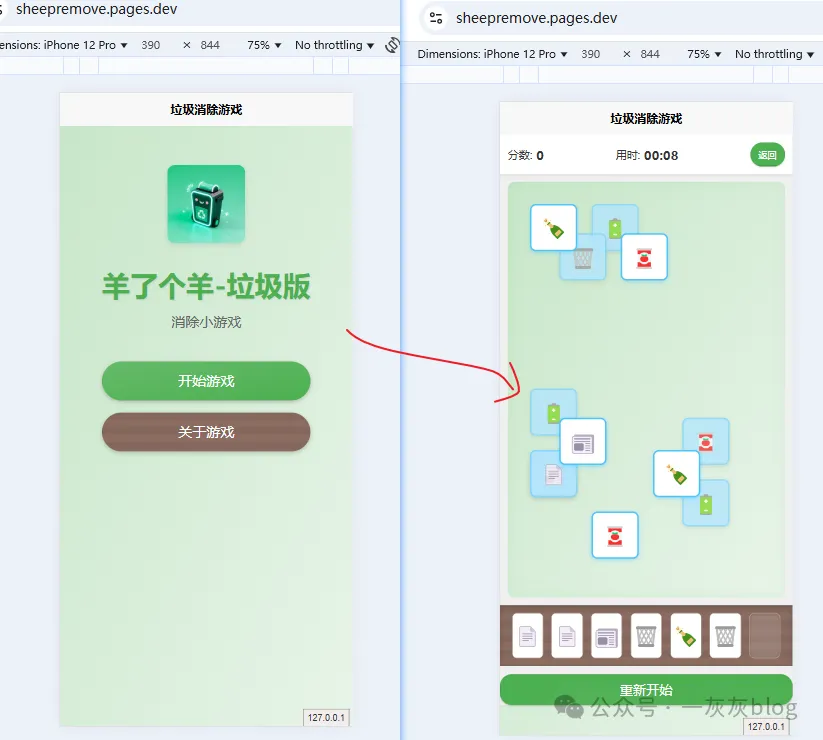 sheepremove.pages.dev
ensions: iPhone 12 Pro ▼ 390 × 844 75% ▼ No throttling ▼
垃圾消除游戏
羊了个羊-垃圾版
消除小游戏
开始游戏
关于游戏
127.0.0.1
sheepremove.pages.dev
Dimensions: iPhone 12 Pro ▼ 390 × 844 75% ▼ No throttling ▼
垃圾消除游戏
分数: 0 用时: 00:08 返回
重新开始
公众号 · 一灰灰blog
127.0.0.1